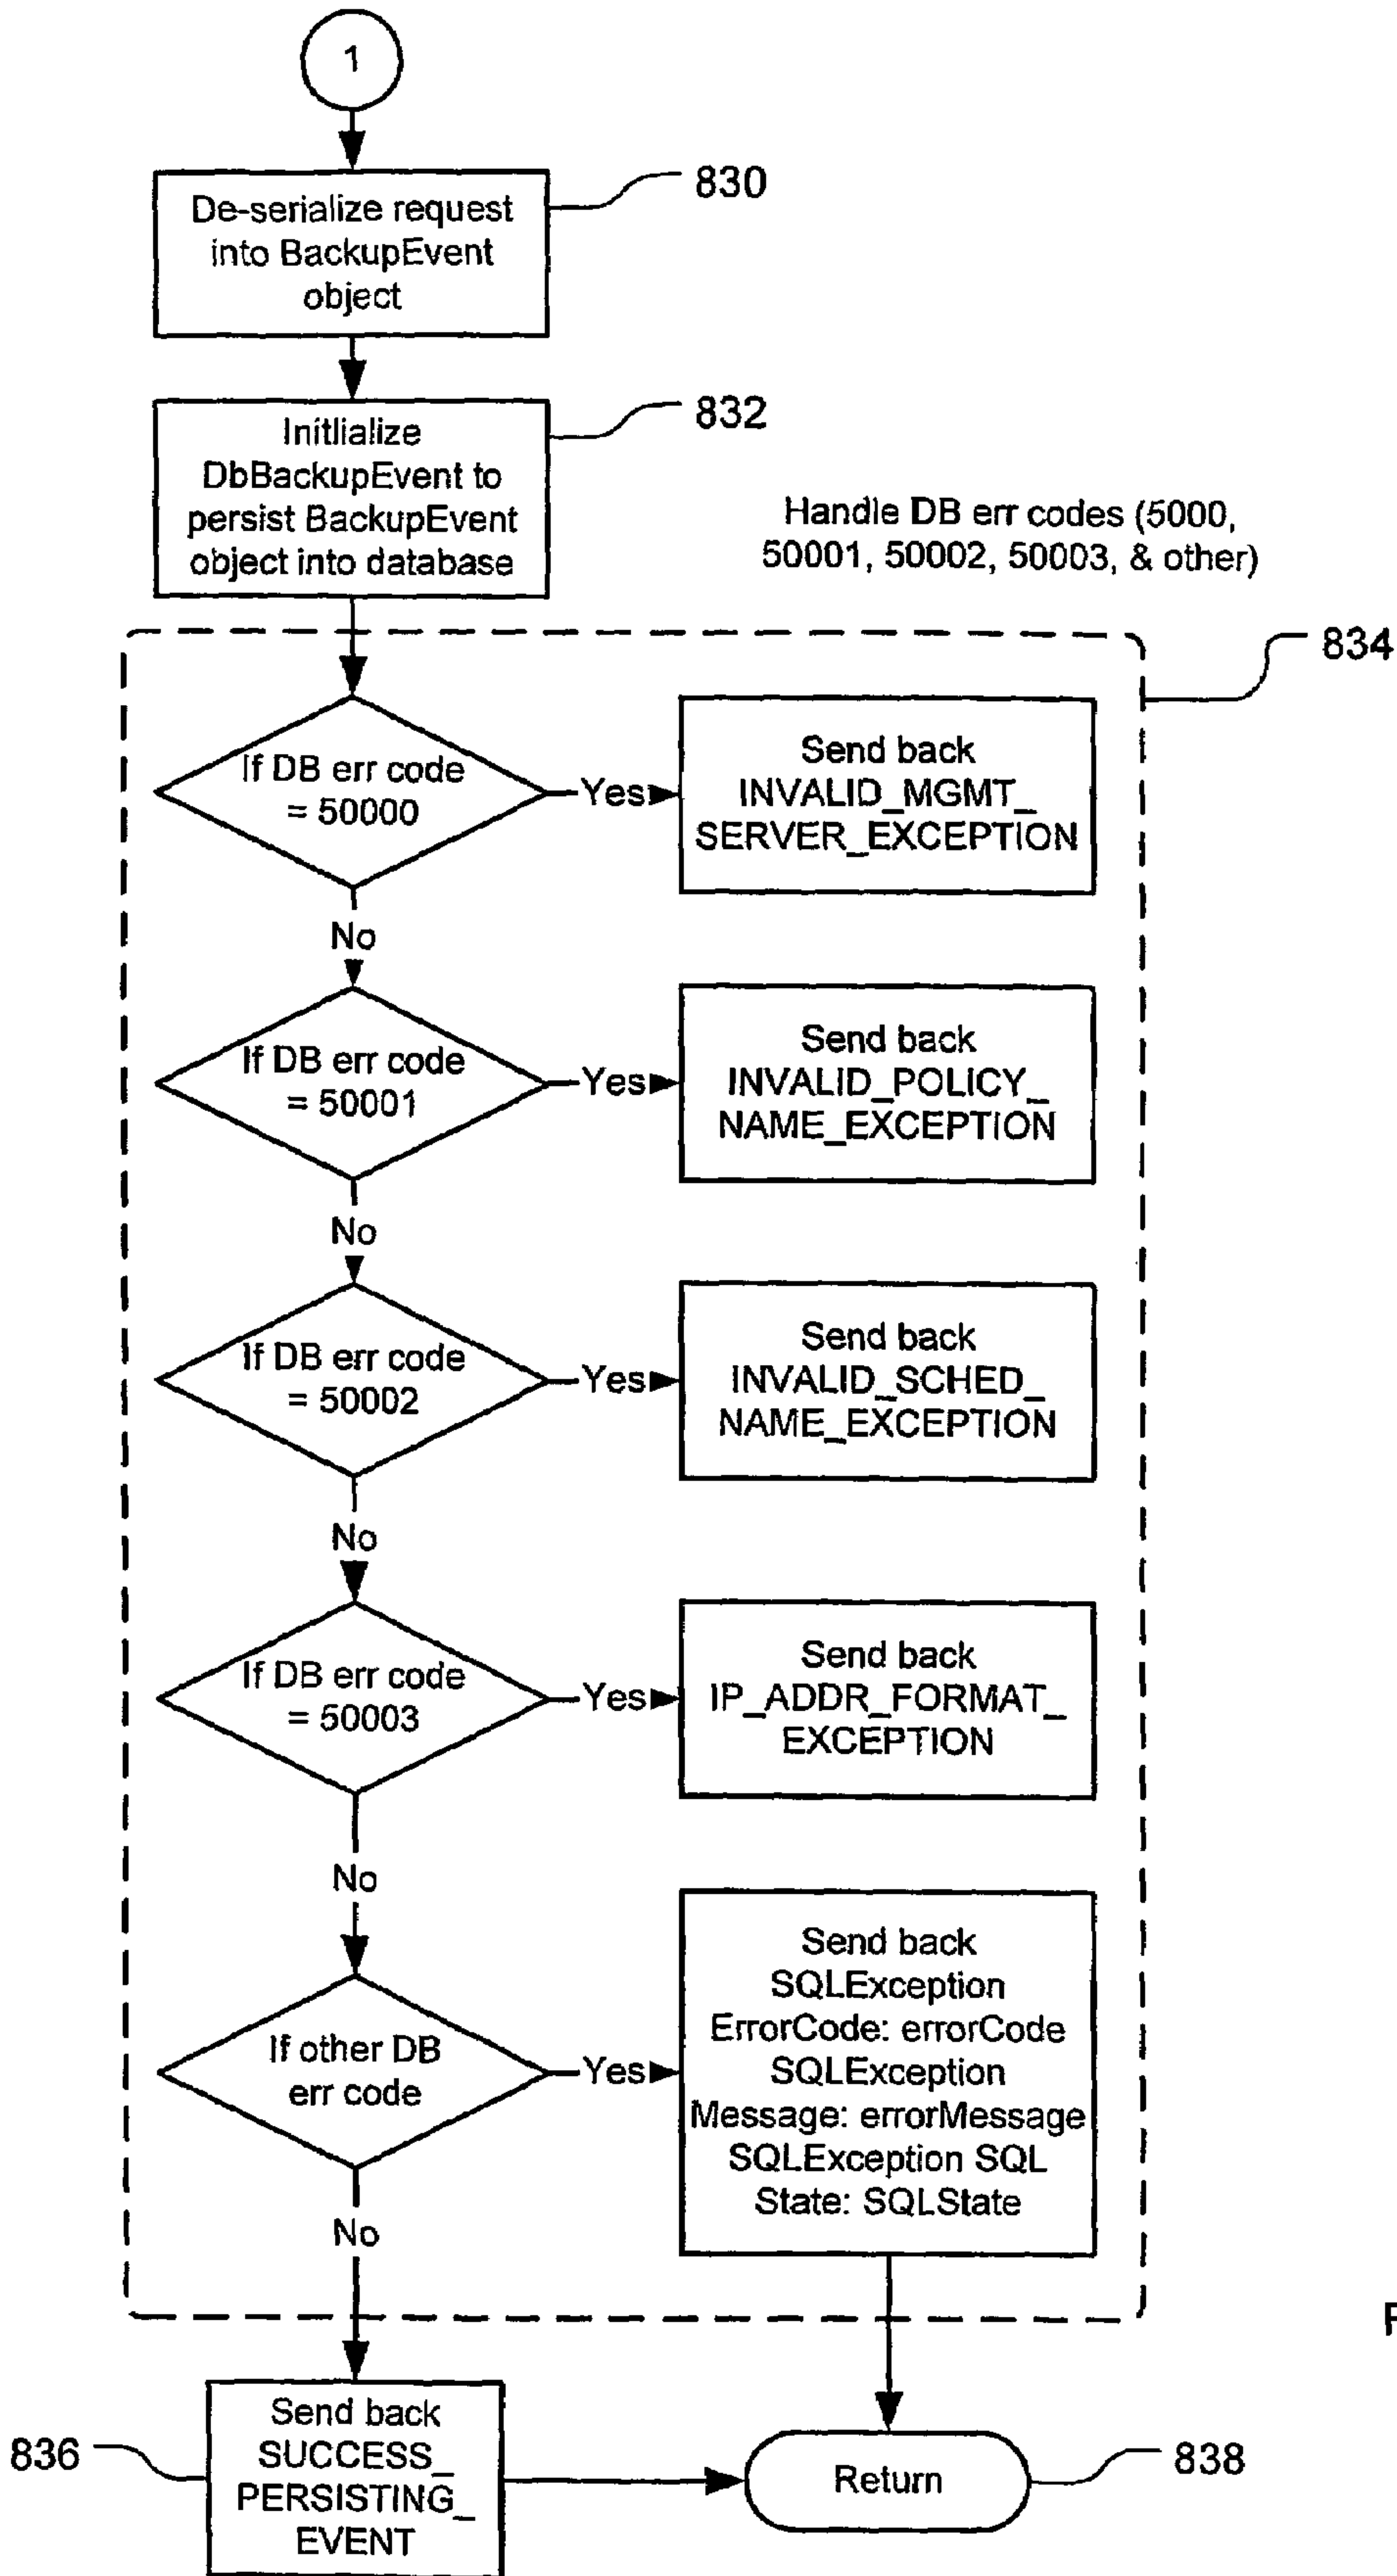 1
De-serialize request
into BackupEvent
object
830
Initlialize
DbBackupEvent to
persist BackupEvent
object into database
832
Handle DB err codes (5000,
50001, 50002, 50003, & other)
834
If DB err code
= 50000
Yes
Send back
INVALID_MGMT_
SERVER_EXCEPTION
No
If DB err code
= 50001
Yes
Send back
INVALID_POLICY_
NAME_EXCEPTION
No
If DB err code
= 50002
Yes
Send back
INVALID_SCHED_
NAME_EXCEPTION
No
If DB err code
= 50003
Yes
Send back
IP_ADDR_FORMAT_
EXCEPTION
No
If other DB
err code
Yes
Send back
SQLException
ErrorCode: errorCode
SQLException
Message: errorMessage
SQLException SQL
State: SQLState
No
Send back
SUCCESS_
PERSISTING_
EVENT
836
Return
838